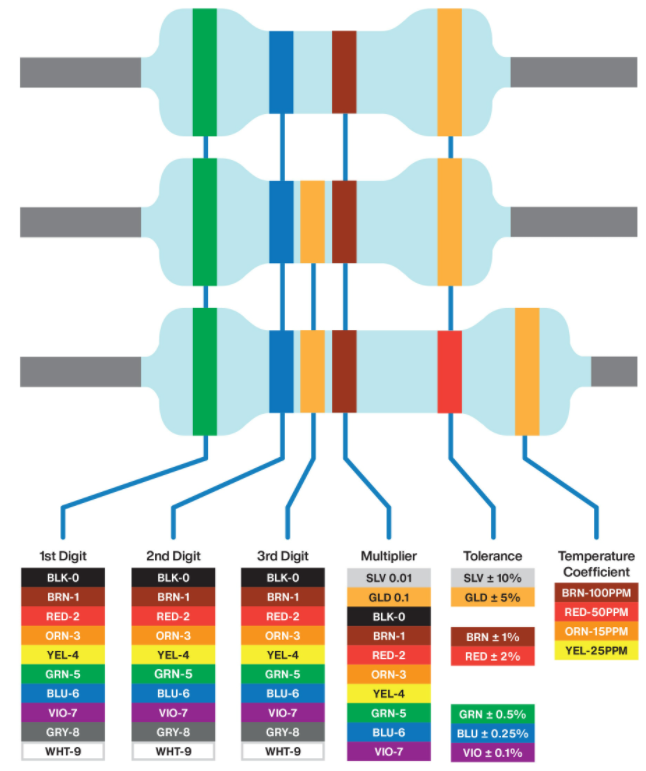 1st Digit
BLK-0
BRN-1
RED-2
ORN-3
YEL-4
GRN-5
BLU-6
VIO-7
GRY-8
WHT-9
2nd Digit
BLK-0
BRN-1
RED-2
ORN-3
YEL-4
GRN-5
BLU-6
VIO-7
GRY-8
WHT-9
3rd Digit
BLK-0
BRN-1
RED-2
ORN-3
YEL-4
GRN-5
BLU-6
VIO-7
GRY-8
WHT-9
Multiplier
SLV 0.01
GLD 0.1
BLK-0
BRN-1
RED-2
ORN-3
YEL-4
GRN-5
BLU-6
VIO-7
Tolerance
SLV ± 10%
GLD ± 5%
BRN ± 1%
RED ± 2%
GRN ± 0.5%
BLU ± 0.25%
VIO ± 0.1%
Temperature
Coefficient
BRN-100PPM
RED-50PPM
ORN-15PPM
YEL-25PPM